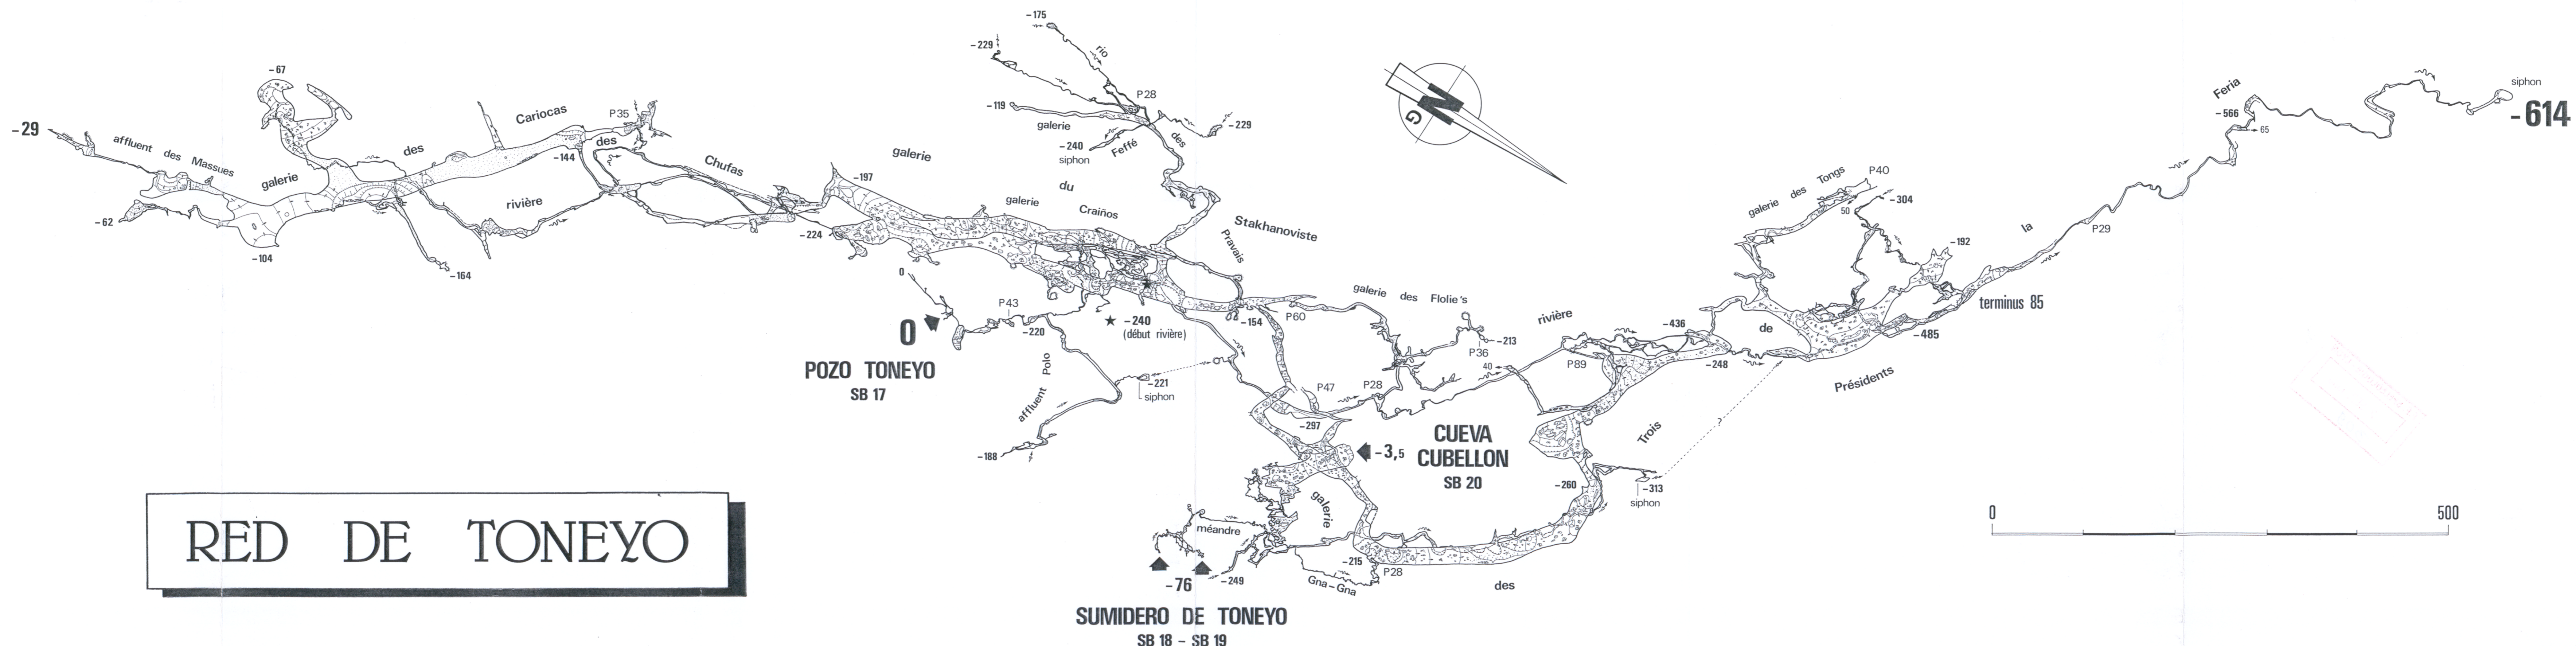 RED DE TONEYO
-29
affluent des Massues
-62
-67
galerie
des
Cariocas
-104
-164
rivière
des
Chufas
P35
-144
-197
-224
galerie
du
Stakhanoviste
galerie Craiños
-175
rio
-229
P28
-119
galerie
des
-229
-240
siphon
Feffé
Pravais
0
0
POZO TONEYO
SB 17
P43
-220
-240
(début rivière)
affluent Polo
-221
siphon
-188
-154
P60
galerie des Flolie's
P36
-213
P47
P28
40
-297
-3,5
CUEVA
CUBELLON
SB 20
galerie
méandre
-76
-249
SUMIDERO DE TONEYO
SB 18 - SB 19
Gna-Gna
-215
P28
des
-260
-313
siphon
?
Trois
Présidents
rivière
P89
-436
-248
de
galerie des Tongs
P40
50
-304
-192
-485
terminus 85
la
P29
Feria
-566
65
siphon
-614
N
G
0
500